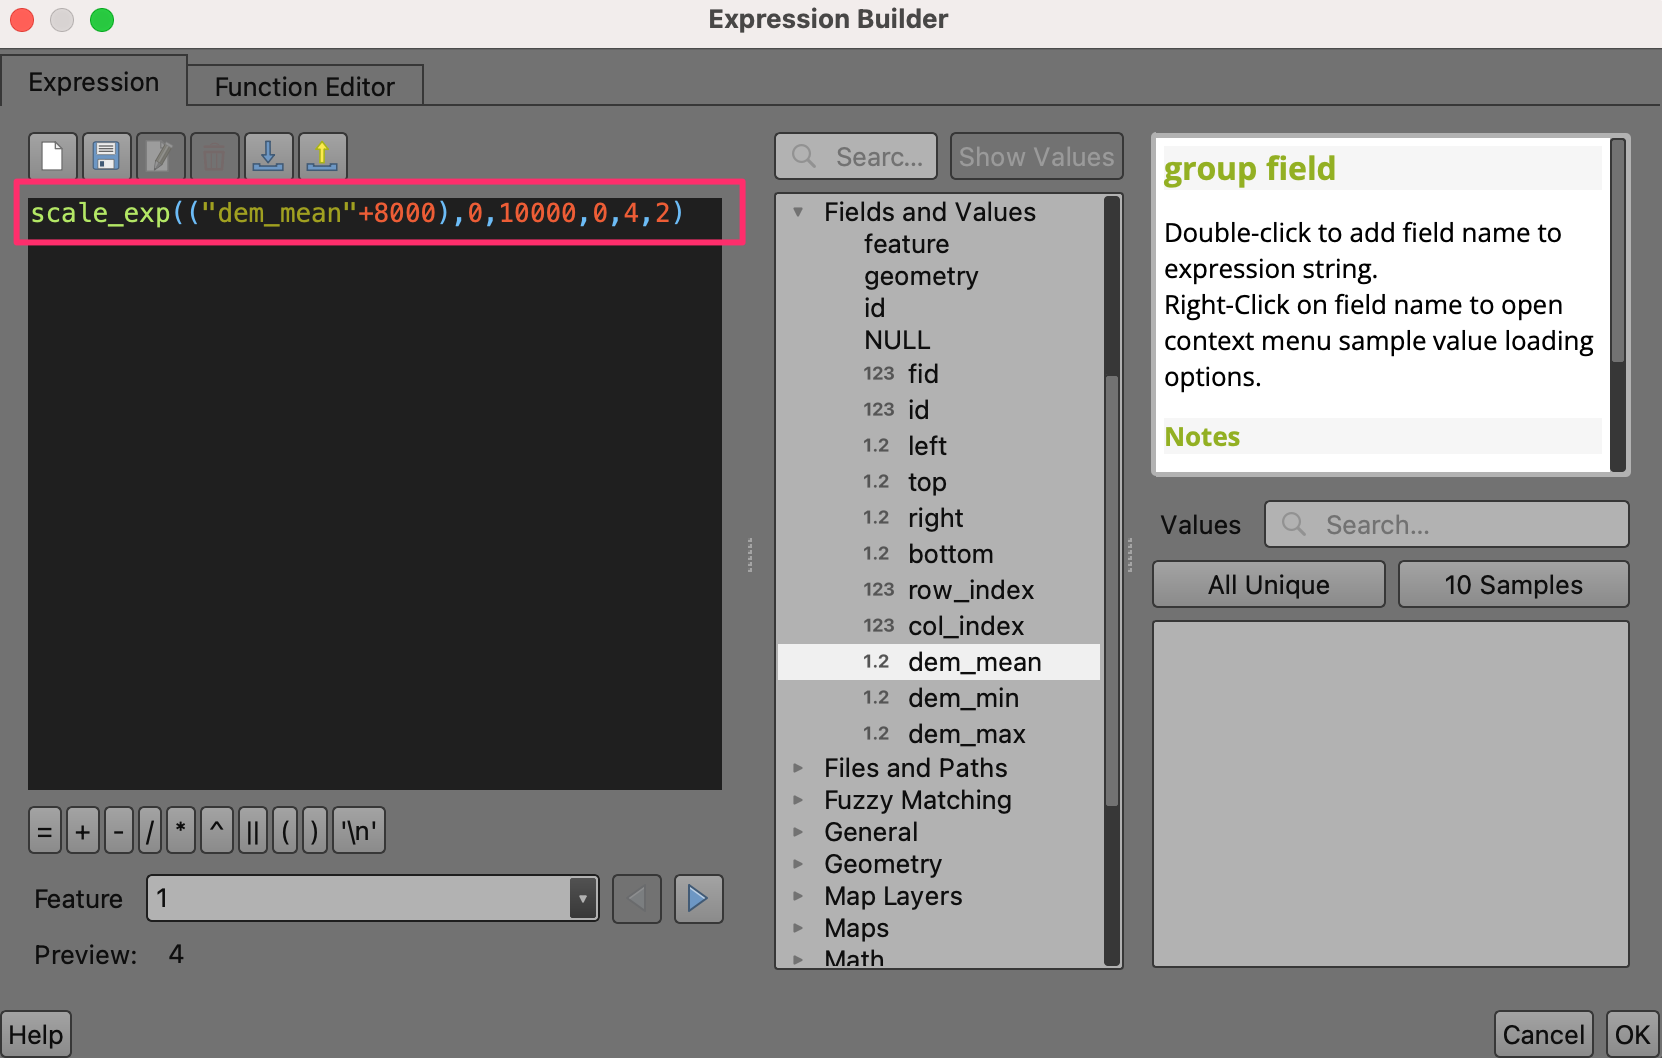 Expression Builder
Expression
Function Editor
scale_exp(("dem_mean"+8000),0,10000,0,4,2)
= + - / * ^ || ( ) '\n'
Feature 1
Preview: 4
Searc...
Show Values
Fields and Values
feature
geometry
id
NULL
123 fid
123 id
1.2 left
1.2 top
1.2 right
1.2 bottom
123 row_index
123 col_index
1.2 dem_mean
1.2 dem_min
1.2 dem_max
Files and Paths
Fuzzy Matching
General
Geometry
Map Layers
Maps
Math
group field
Double-click to add field name to
expression string.
Right-Click on field name to open
context menu sample value loading
options.
Notes
Values Search...
All Unique
10 Samples
Help
Cancel
OK